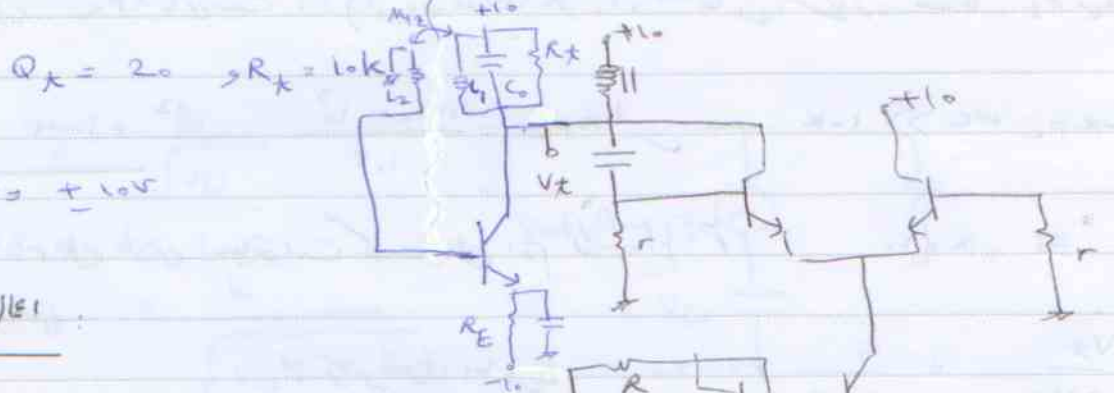 M12 +10
Qt = 20 , Rt = 10k L2 L1 C0 Rt +10
+10
= ± 10V Vt
r r
RE
-10 R